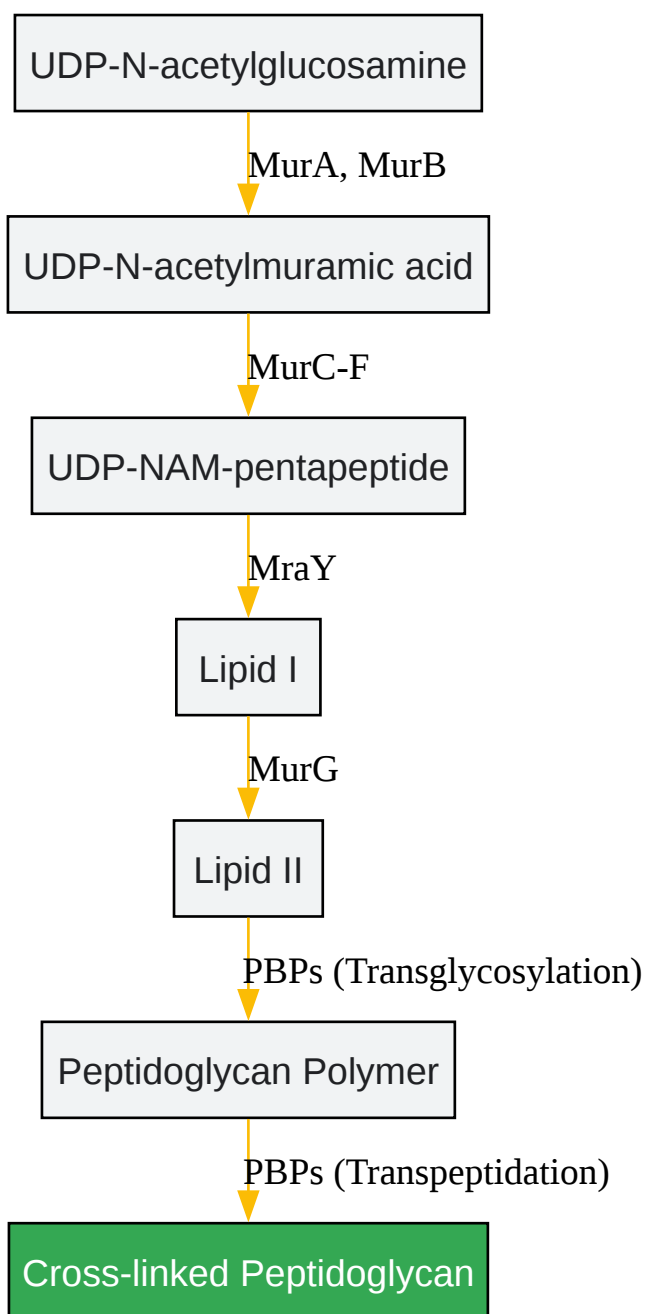 UDP-N-acetylglucosamine
MurA, MurB
UDP-N-acetylmuramic acid
MurC-F
UDP-NAM-pentapeptide
MraY
Lipid I
MurG
Lipid II
PBPs (Transglycosylation)
Peptidoglycan Polymer
PBPs (Transpeptidation)
Cross-linked Peptidoglycan